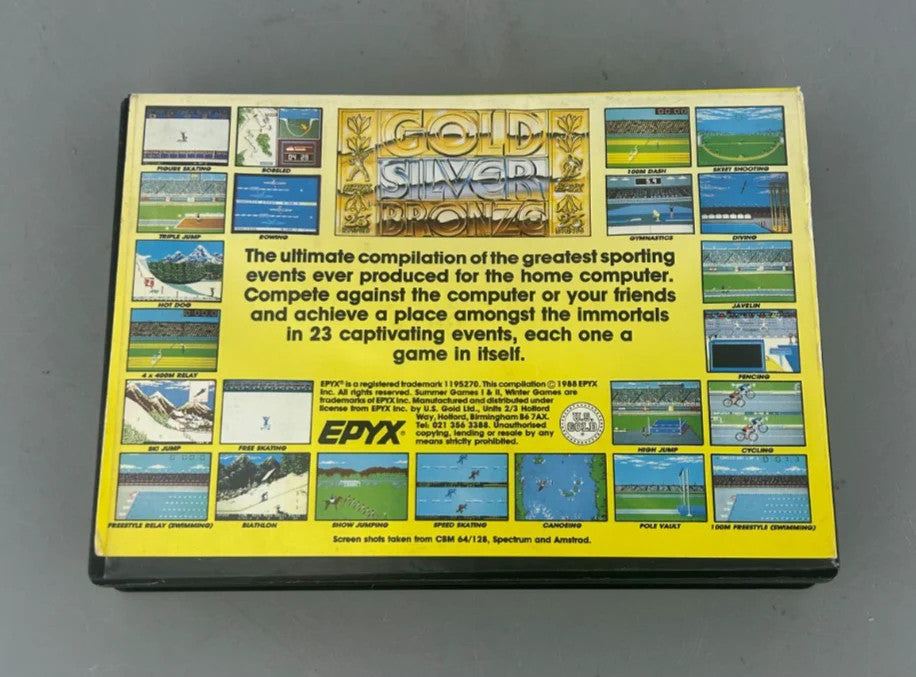 GOLD
SILVER
BRONZE
FIGURE SKATING
BOBSLED
100M DASH
SKEET SHOOTING
TRIPLE JUMP
ROWING
GYMNASTICS
DIVING
The ultimate compilation of the greatest sporting
events ever produced for the home computer.
Compete against the computer or your friends
and achieve a place amongst the immortals
in 23 captivating events, each one a
game in itself.
HOT DOG
JAVELIN
4 x 400M RELAY
FENCING
EPYX® is a registered trademark 1195270. This compilation © 1988 EPYX
Inc. All rights reserved. Summer Games I & II, Winter Games are
trademarks of EPYX Inc. Manufactured and distributed under
license from EPYX Inc. by U.S. Gold Ltd., Units 2/3 Holford
Way, Holford, Birmingham B6 7AX.
Tel: 021 356 3388. Unauthorised
copying, lending or resale by any
means strictly prohibited.
EPYX®
U.S.
GOLD
SKI JUMP
FREE SKATING
HIGH JUMP
CYCLING
FREESTYLE RELAY (SWIMMING)
BIATHLON
SHOW JUMPING
SPEED SKATING
CANOEING
POLE VAULT
100M FREESTYLE (SWIMMING)
Screen shots taken from CBM 64/128, Spectrum and Amstrad.